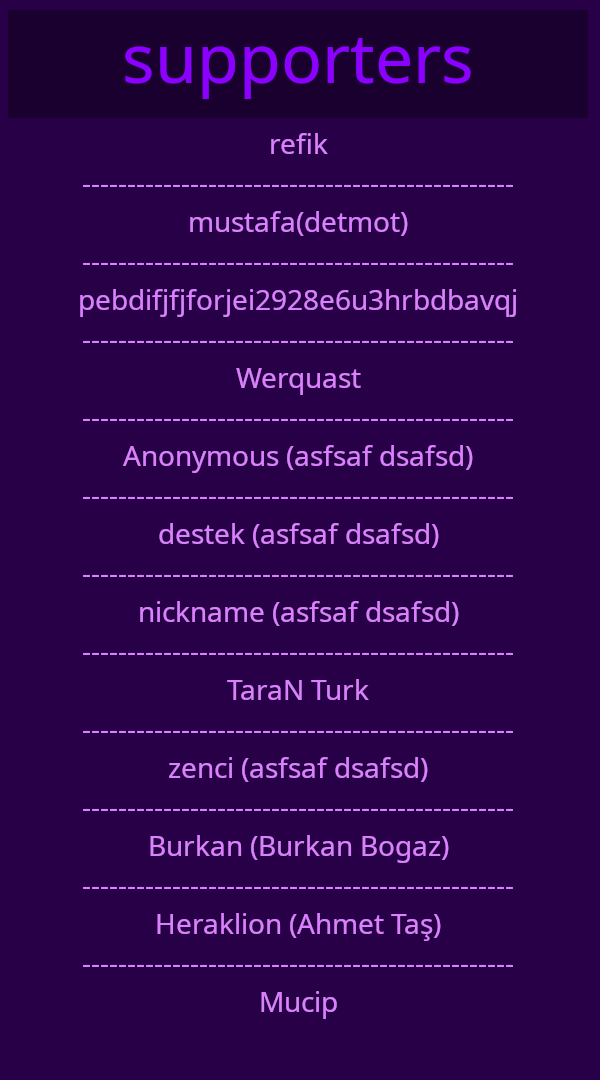 supporters
refik
------------------------------------------------
mustafa(detmot)
------------------------------------------------
pebdifjfjfjforjei2928e6u3hrbdbavqj
------------------------------------------------
Werquast
------------------------------------------------
Anonymous (asfsaf dsafsd)
------------------------------------------------
destek (asfsaf dsafsd)
------------------------------------------------
nickname (asfsaf dsafsd)
------------------------------------------------
TaraN Turk
------------------------------------------------
zenci (asfsaf dsafsd)
------------------------------------------------
Burkan (Burkan Bogaz)
------------------------------------------------
Heraklion (Ahmet Taş)
------------------------------------------------
Mucip